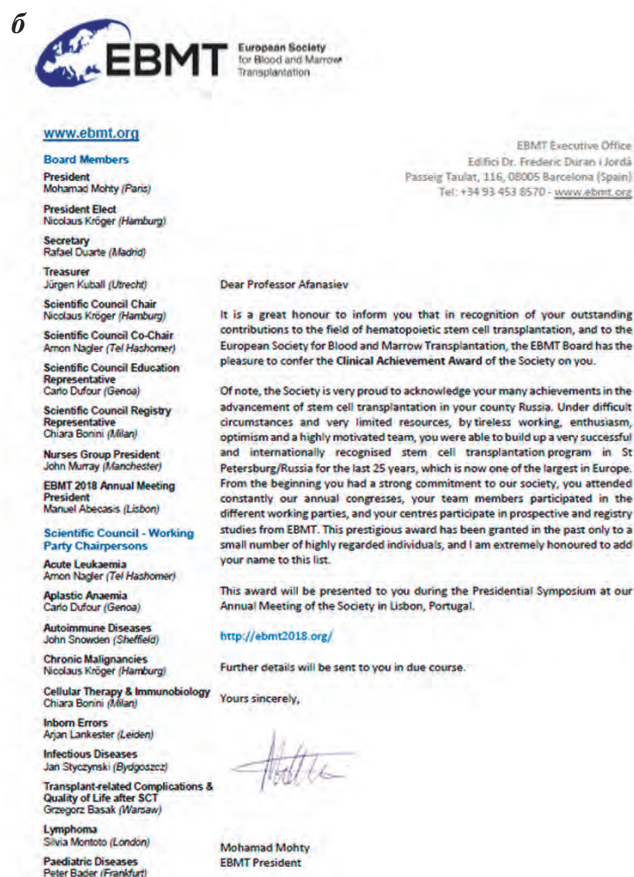 б
EBMT
European Society
for Blood and Marrow
Transplantation
www.ebmt.org
Board Members
President
Mohamad Mohty (Paris)
President Elect
Nicolaus Kröger (Hamburg)
Secretary
Rafael Duarte (Madrid)
Treasurer
Jürgen Kuball (Utrecht)
Scientific Council Chair
Nicolaus Kröger (Hamburg)
Scientific Council Co-Chair
Arnon Nagler (Tel Hashomer)
Scientific Council Education
Representative
Carlo Dufour (Genoa)
Scientific Council Registry
Representative
Chiara Bonini (Milan)
Nurses Group President
John Murray (Manchester)
EBMT 2018 Annual Meeting
President
Manuel Abecasis (Lisbon)
Scientific Council - Working
Party Chairpersons
Acute Leukaemia
Arnon Nagler (Tel Hashomer)
Aplastic Anaemia
Carlo Dufour (Genoa)
Autoimmune Diseases
John Snowden (Sheffield)
Chronic Malignancies
Nicolaus Kröger (Hamburg)
Cellular Therapy & Immunobiology
Chiara Bonini (Milan)
Inborn Errors
Arjan Lankester (Leiden)
Infectious Diseases
Jan Styczynski (Bydgoszcz)
Transplant-related Complications &
Quality of Life after SCT
Grzegorz Basak (Warsaw)
Lymphoma
Silvia Montoto (London)
Paediatric Diseases
Peter Bader (Frankfurt)
EBMT Executive Office
Edifici Dr. Frederic Duran i Jordà
Passeig Taulat, 116, 08005 Barcelona (Spain)
Tel: +34 93 453 8570 - www.ebmt.org
Dear Professor Afanasiev
It is a great honour to inform you that in recognition of your outstanding
contributions to the field of hematopoietic stem cell transplantation, and to the
European Society for Blood and Marrow Transplantation, the EBMT Board has the
pleasure to confer the Clinical Achievement Award of the Society on you.
Of note, the Society is very proud to acknowledge your many achievements in the
advancement of stem cell transplantation in your county Russia. Under difficult
circumstances and very limited resources, by tireless working, enthusiasm,
optimism and a highly motivated team, you were able to build up a very successful
and internationally recognised stem cell transplantation program in St
Petersburg/Russia for the last 25 years, which is now one of the largest in Europe.
From the beginning you had a strong commitment to our society, you attended
constantly our annual congresses, your team members participated in the
different working parties, and your centres participate in prospective and registry
studies from EBMT. This prestigious award has been granted in the past only to a
small number of highly regarded individuals, and I am extremely honoured to add
your name to this list.
This award will be presented to you during the Presidential Symposium at our
Annual Meeting of the Society in Lisbon, Portugal.
http://ebmt2018.org/
Further details will be sent to you in due course.
Yours sincerely,
Mohamad Mohty
EBMT President